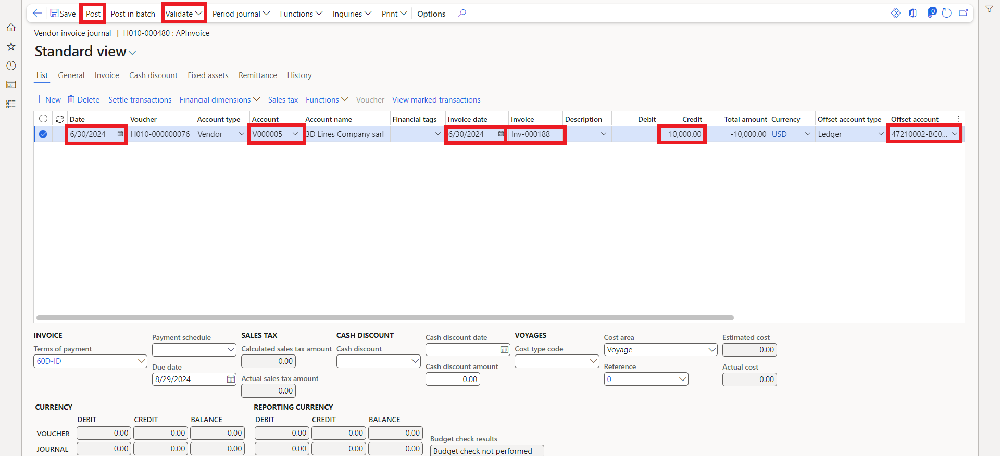 Save Post Post in batch Validate Period journal Functions Inquiries Print Options 0
Vendor invoice journal | H010-000480 : APInvoice
Standard view
List General Invoice Cash discount Fixed assets Remittance History
New Delete Settle transactions Financial dimensions Sales tax Functions Voucher View marked transactions
Date Voucher Account type Account Account name Financial tags Invoice date Invoice Description Debit Credit Total amount Currency Offset account type Offset account
6/30/2024 H010-000000076 Vendor V000005 3D Lines Company sarl 6/30/2024 Inv-000188 10,000.00 -10,000.00 USD Ledger 47210002-BC0...
INVOICE
Terms of payment
60D-ID
Payment schedule
Due date
8/29/2024
SALES TAX
Calculated sales tax amount
0.00
Actual sales tax amount
0.00
CASH DISCOUNT
Cash discount
Cash discount date
Cash discount amount
0.00
VOYAGES
Cost type code
Cost area
Voyage
Reference
0
Estimated cost
0.00
Actual cost
0.00
CURRENCY REPORTING CURRENCY
DEBIT CREDIT BALANCE DEBIT CREDIT BALANCE
VOUCHER 0.00 0.00 0.00 0.00 0.00 0.00
JOURNAL 0.00 0.00 0.00 0.00 0.00 0.00
Budget check results
Budget check not performed